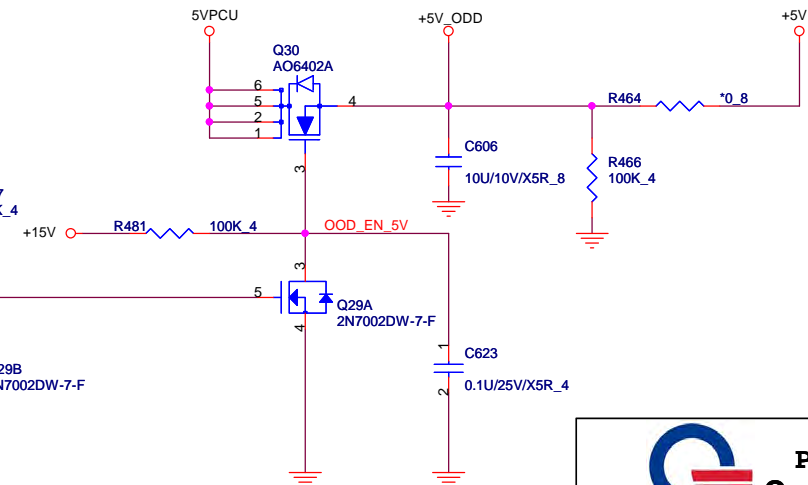 5VPCU
+5V_ODD
+5V
Q30
AO6402A
6
5
2
1
4
3
R464
*0_8
C606
10U/10V/X5R_8
R466
100K_4
_4
+15V
R481
100K_4
OOD_EN_5V
3
5
4
Q29A
2N7002DW-7-F
29B
N7002DW-7-F
1
C623
0.1U/25V/X5R_4
2
P